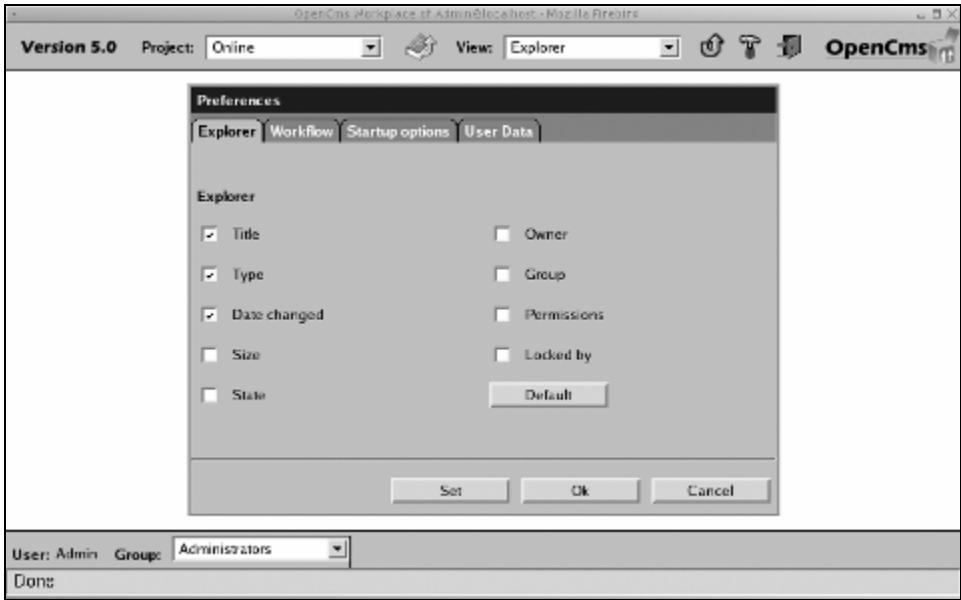 OpenCms Workplace of Admin@localhost - Mozilla Firebird
Version 5.0 Project: Online View: Explorer OpenCms
Preferences
Explorer Workflow Startup options User Data
Explorer
Title Owner
Type Group
Date changed Permissions
Size Locked by
State Default
Set Ok Cancel
User: Admin Group: Administrators
Done